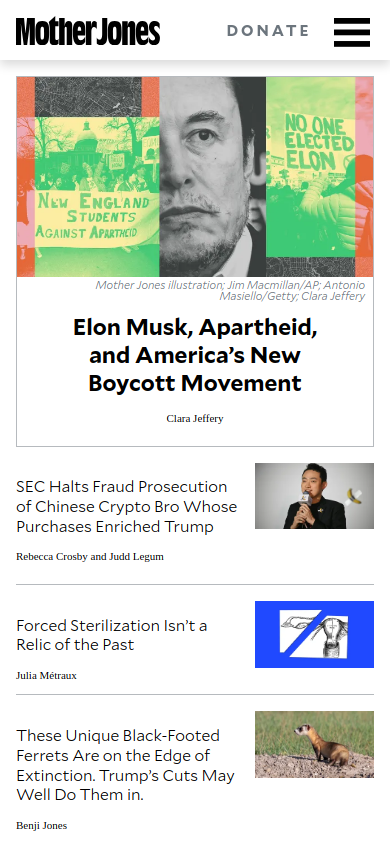 Mother Jones
DONATE
NEW ENGLAND
STUDENTS
AGAINST APARTHEID
NO ONE
ELECTED
ELON
Mother Jones illustration; Jim Macmillan/AP; Antonio
Masiello/Getty; Clara Jeffery
Elon Musk, Apartheid,
and America’s New
Boycott Movement
Clara Jeffery
SEC Halts Fraud Prosecution
of Chinese Crypto Bro Whose
Purchases Enriched Trump
Rebecca Crosby and Judd Legum
Forced Sterilization Isn’t a
Relic of the Past
Julia Métraux
These Unique Black-Footed
Ferrets Are on the Edge of
Extinction. Trump’s Cuts May
Well Do Them in.
Benji Jones